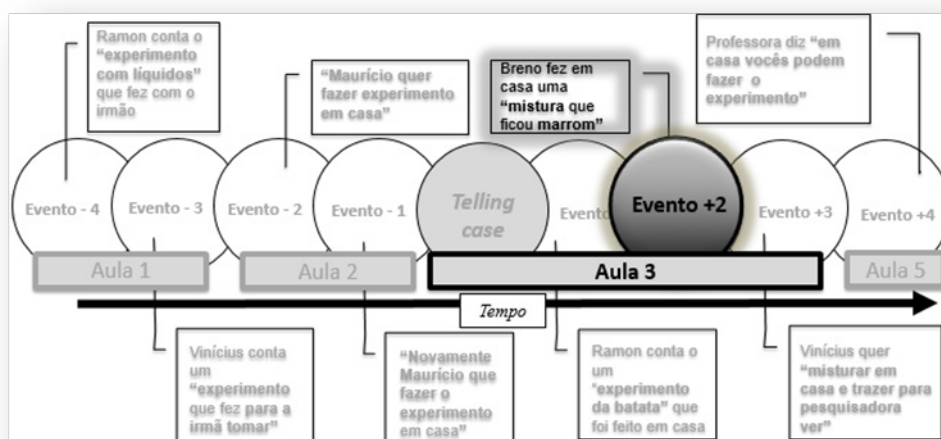 Ramon conta o
“experimento
com líquidos”
que fez com o
irmão
“Maurício quer
fazer experimento
em casa”
Breno fez em
casa uma
“mistura que
ficou marrom”
Professora diz “em
casa vocês podem
fazer o
experimento”
Evento - 4
Evento - 3
Evento - 2
Evento - 1
Telling
case
Evento
Evento +2
Evento +3
Evento +4
Aula 1
Aula 2
Aula 3
Aula 5
Tempo
Vinícius conta
um
“experimento
que fez para a
irmã tomar”
“Novamente
Maurício que
fazer o
experimento
em casa”
Ramon conta o
um
“experimento
da batata” que
foi feito em casa
Vinícius quer
“misturar em
casa e trazer para
pesquisadora
ver”